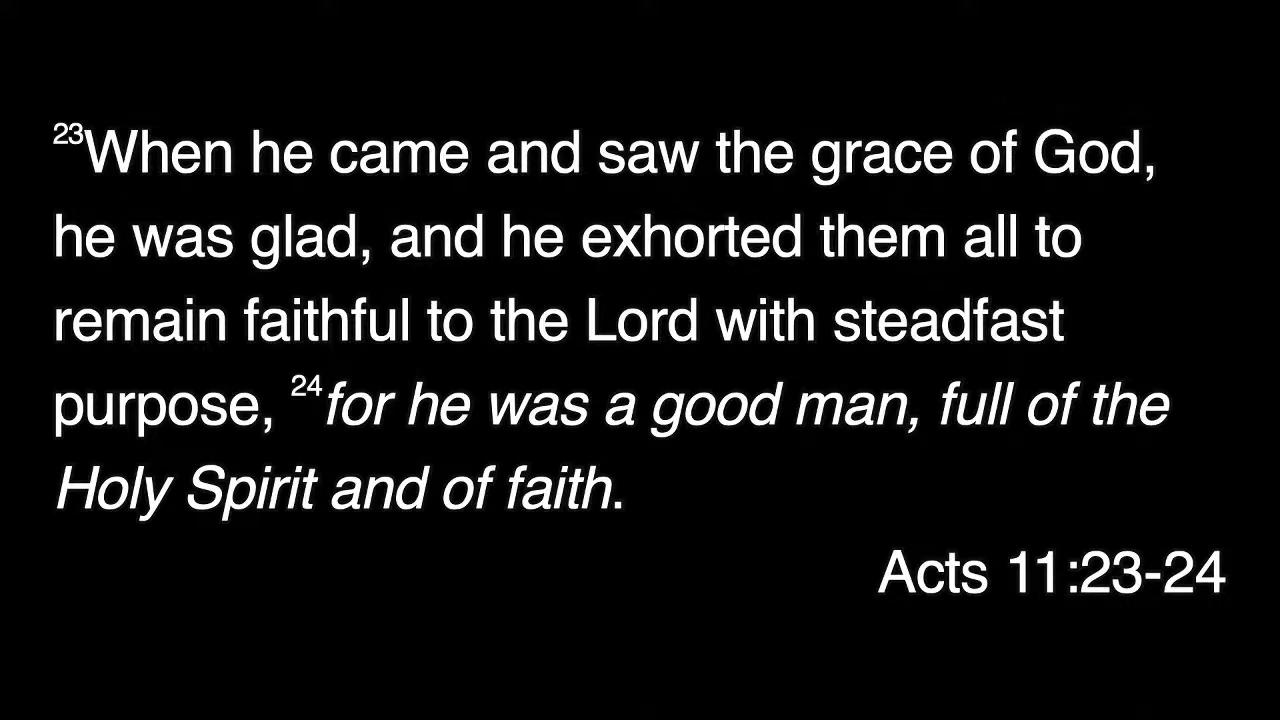 23When he came and saw the grace of God,
he was glad, and he exhorted them all to
remain faithful to the Lord with steadfast
purpose, 24for he was a good man, full of the
Holy Spirit and of faith.
Acts 11:23-24